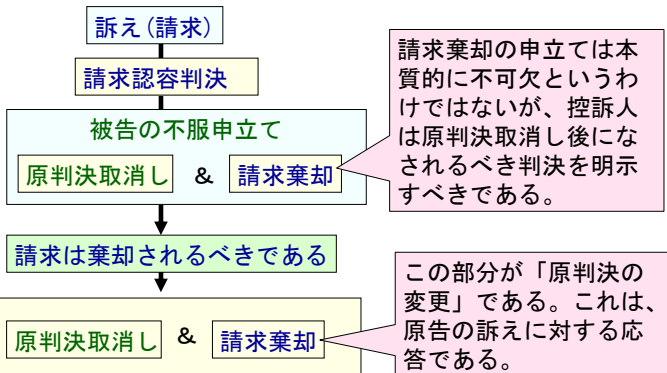 訴え(請求)
請求認容判決
被告の不服申立て
原判決取消し & 請求棄却
請求棄却の申立ては本
質的に不可欠というわ
けではないが、控訴人
は原判決取消し後にな
されるべき判決を明示
すべきである。
請求は棄却されるべきである
原判決取消し & 請求棄却
この部分が「原判決の
変更」である。これは、
原告の訴えに対する応
答である。